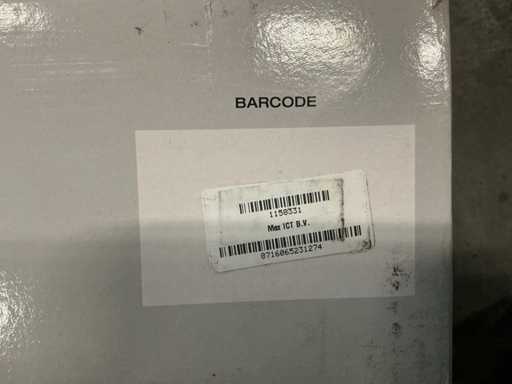 BARCODE
1158331
Max ICT B.V.
8716065231274